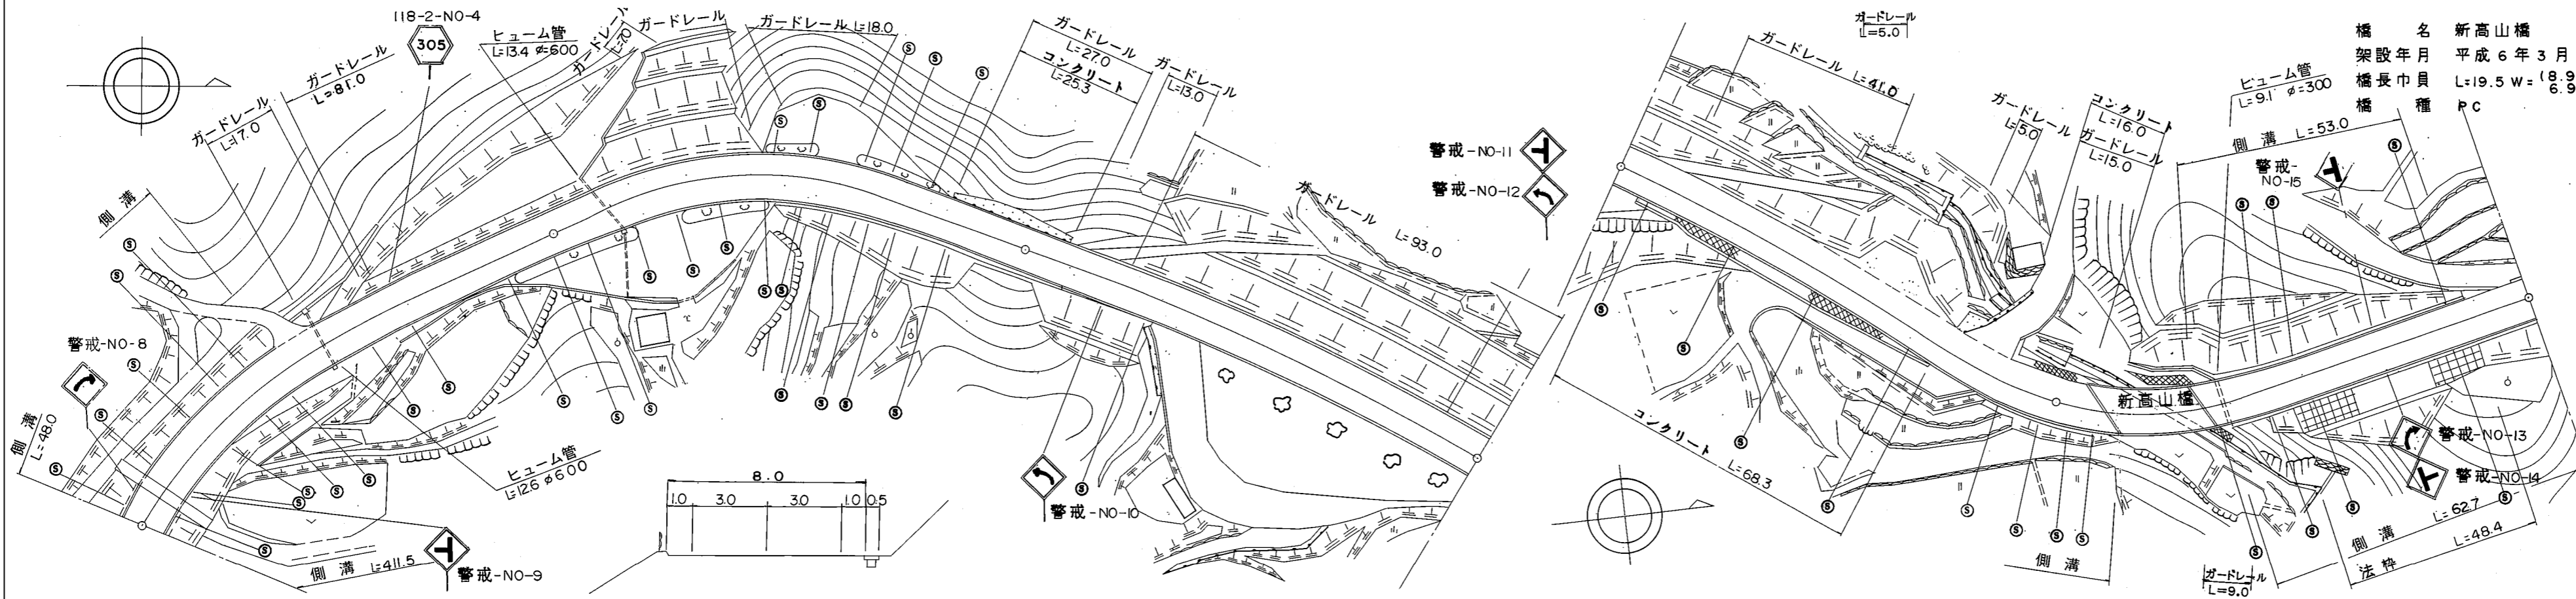 118-2-NO-4
305
ヒューム管
L=13.4 φ=600
ガードレール
ガードレール
ガードレール L=18.0
ガードレール
L=27.0
コンクリート
L=25.3
ガードレール
L=13.0
ガードレール
L=81.0
ガードレール
L=17.0
側溝
警戒-NO-8
側溝
L=48.0
ヒューム管
L=12.6 φ600
側溝 L=411.5
警戒-NO-9
8.0
1.0 3.0 3.0 1.0 0.5
警戒-NO-10
ガードレール L=93.0
警戒-NO-11
警戒-NO-12
ガードレール L=41.0
ガードレール
L=5.0
ガードレール
L=5.0
コンクリート
L=16.0
ガードレール
L=15.0
ヒューム管
L=9.1 φ=300
側溝 L=53.0
警戒-
NO-15
橋名 新高山橋
架設年月 平成6年3月
橋長巾員 L=19.5 W=(8.9
6.9
橋種 PC
新高山橋
コンクリート L=68.3
側溝
警戒-NO-13
警戒-NO-14
側溝 L=62.7
法枠 L=48.4
ガードレール
L=9.0